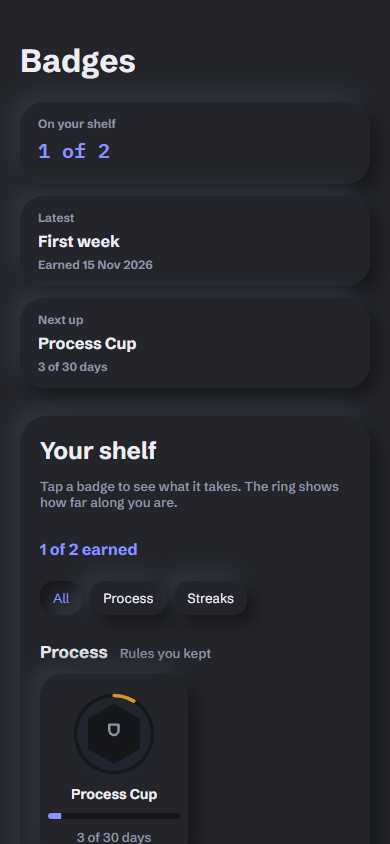 Badges
On your shelf
1 of 2
Latest
First week
Earned 15 Nov 2026
Next up
Process Cup
3 of 30 days
Your shelf
Tap a badge to see what it takes. The ring shows
how far along you are.
1 of 2 earned
All Process Streaks
Process Rules you kept
Process Cup
3 of 30 days